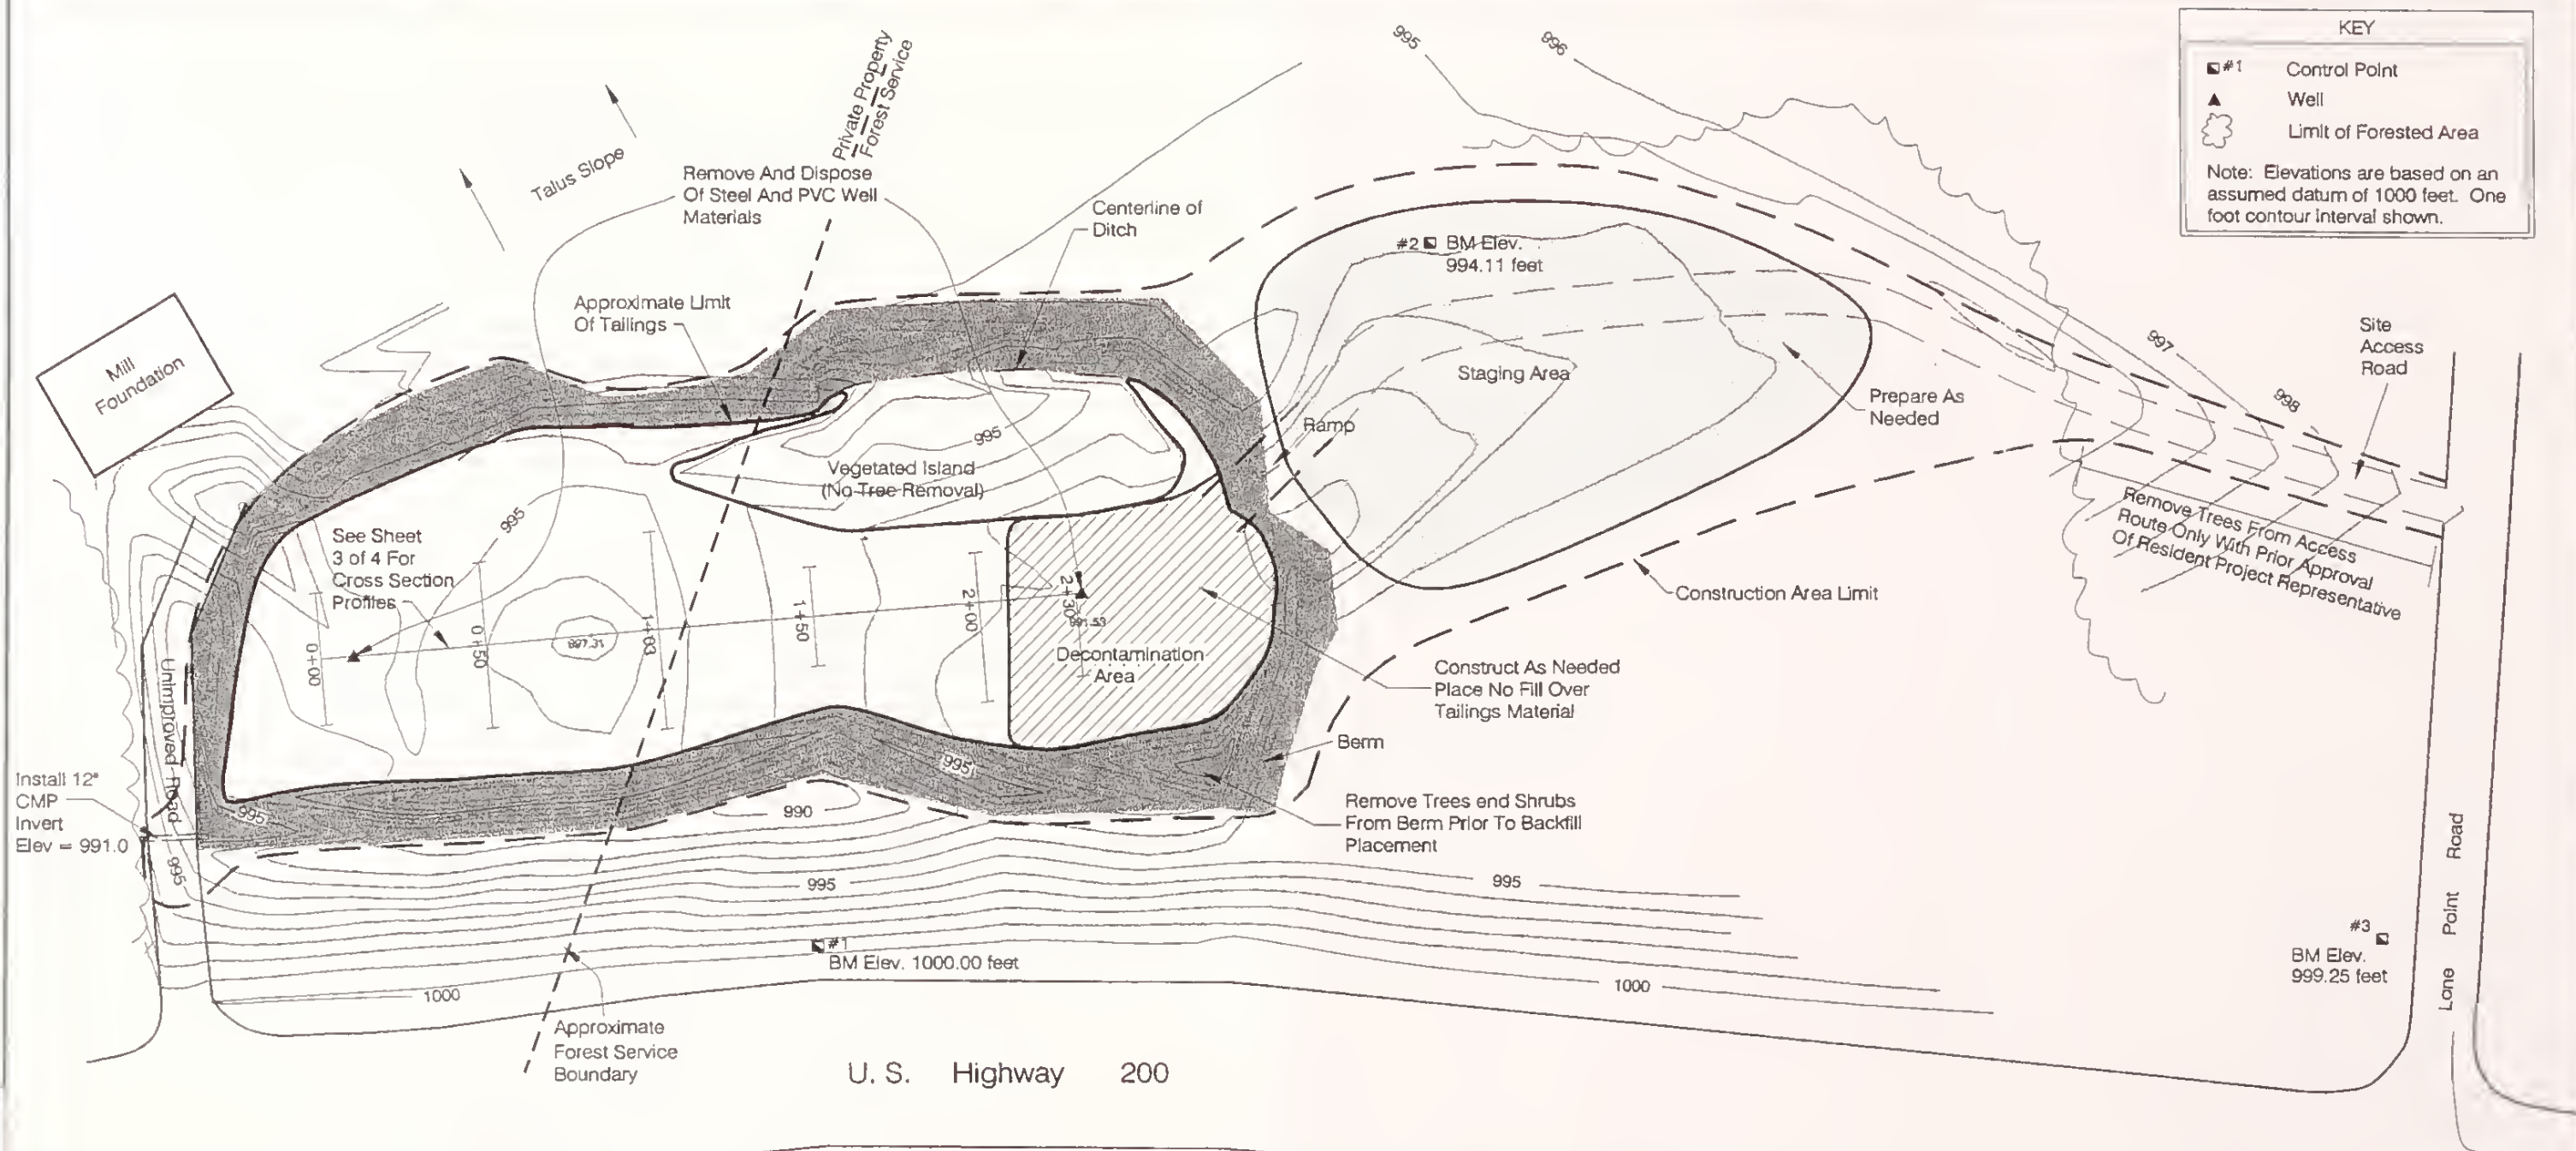 KEY
#1 Control Point
Well
Limit of Forested Area
Note: Elevations are based on an
assumed datum of 1000 feet. One
foot contour interval shown.
995
996
Private Property
Forest Service
Talus Slope
Remove And Dispose
Of Steel And PVC Well
Materials
Centerline of
Ditch
#2 BM Elev.
994.11 feet
Approximate Limit
Of Tailings
Mill
Foundation
Staging Area
Prepare As
Needed
997
998
Site
Access
Road
Ramp
995
Vegetated Island
(No Tree Removal)
995
See Sheet
3 of 4 For
Cross Section
Profiles
Remove Trees From Access
Route Only With Prior Approval
Of Resident Project Representative
Construction Area Limit
0+00
0+50
997.31
1+03
1+50
2+00
2+30
991.53
Decontamination
Area
Construct As Needed
Place No Fill Over
Tailings Material
Unimproved Road
Berm
995
995
990
Install 12"
CMP
Invert
Elev = 991.0
995
Remove Trees end Shrubs
From Berm Prior To Backfill
Placement
995
995
#1
BM Elev. 1000.00 feet
1000
1000
#3
BM Elev.
999.25 feet
Lone Point Road
Approximate
Forest Service
Boundary
U. S. Highway 200